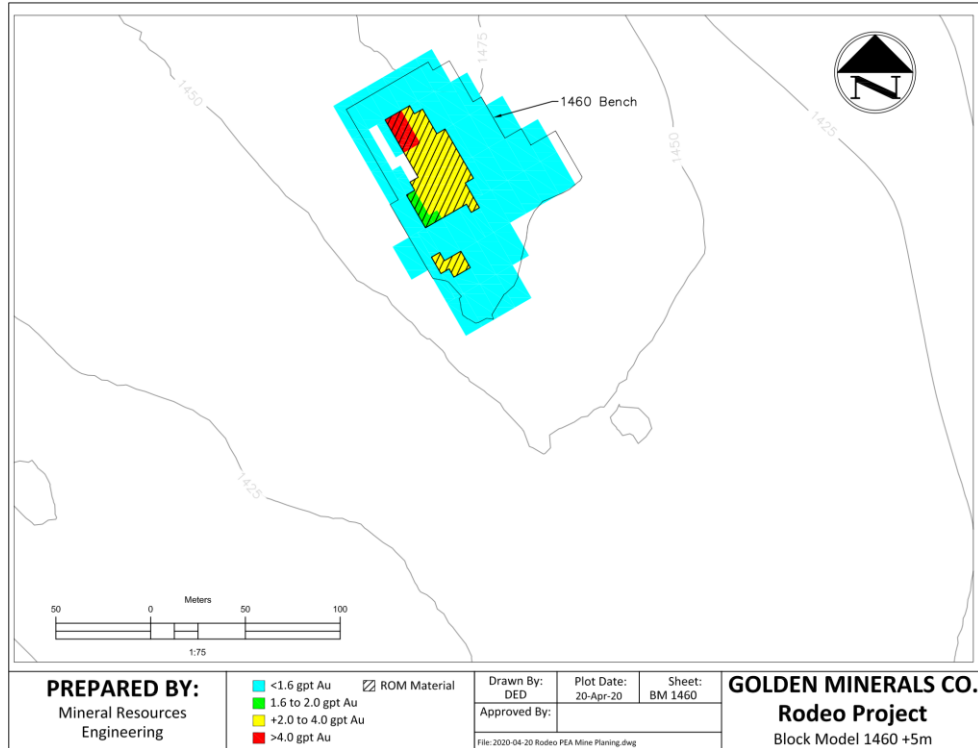 1475
1450
1460 Bench
N
1425
1450
1425
Meters
50 0 50 100
1:75
PREPARED BY:
Mineral Resources
Engineering
<1.6 gpt Au
1.6 to 2.0 gpt Au
+2.0 to 4.0 gpt Au
>4.0 gpt Au
ROM Material
Drawn By:
DED
Plot Date:
20-Apr-20
Sheet:
BM 1460
Approved By:
File: 2020-04-20 Rodeo PEA Mine Planing.dwg
GOLDEN MINERALS CO.
Rodeo Project
Block Model 1460 +5m